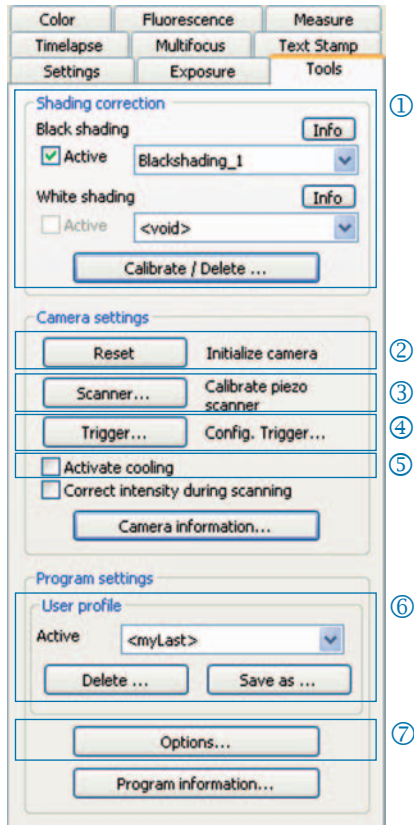 Color Fluorescence Measure
Timelapse Multifocus Text Stamp
Settings Exposure Tools
Shading correction ①
Black shading Info
Active Blackshading_1
White shading Info
Active <void>
Calibrate / Delete ...
Camera settings
Reset Initialize camera ②
Scanner... Calibrate piezo scanner ③
Trigger... Config. Trigger... ④
Activate cooling ⑤
Correct intensity during scanning
Camera information...
Program settings
User profile ⑥
Active <myLast>
Delete ... Save as ...
Options... ⑦
Program information...